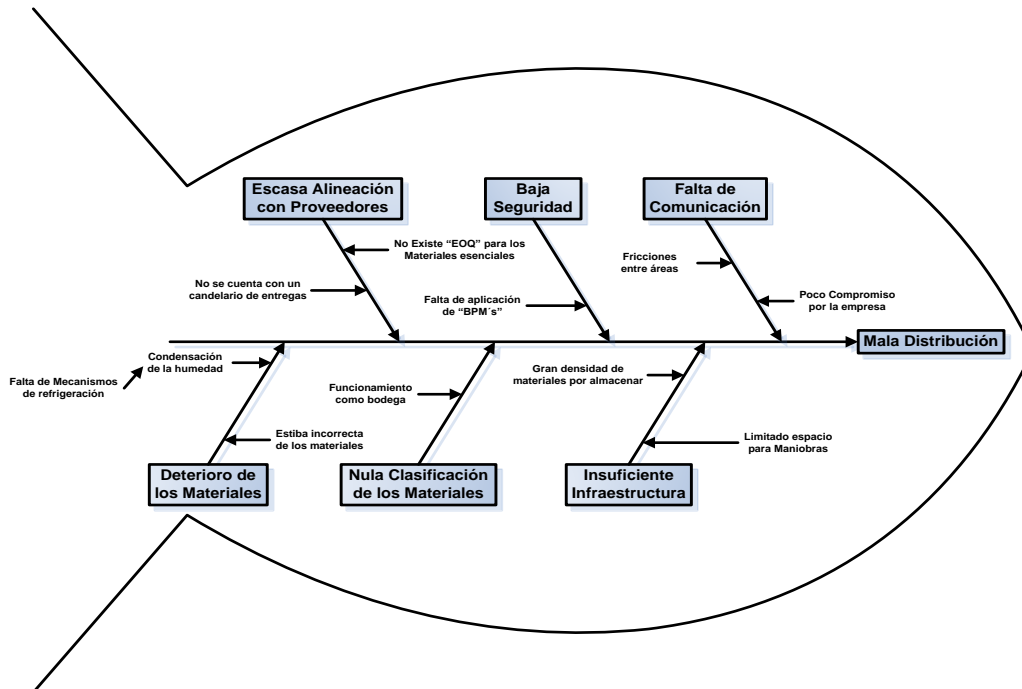 Escasa Alineación
con Proveedores
Baja
Seguridad
Falta de
Comunicación
No Existe “EOQ” para los
Materiales esenciales
Fricciones
entre áreas
No se cuenta con un
candelario de entregas
Falta de aplicación
de “BPM´s”
Poco Compromiso
por la empresa
Mala Distribución
Condensación
de la humedad
Falta de Mecanismos
de refrigeración
Funcionamiento
como bodega
Gran densidad de
materiales por almacenar
Estiba incorrecta
de los materiales
Limitado espacio
para Maniobras
Deterioro de
los Materiales
Nula Clasificación
de los Materiales
Insuficiente
Infraestructura